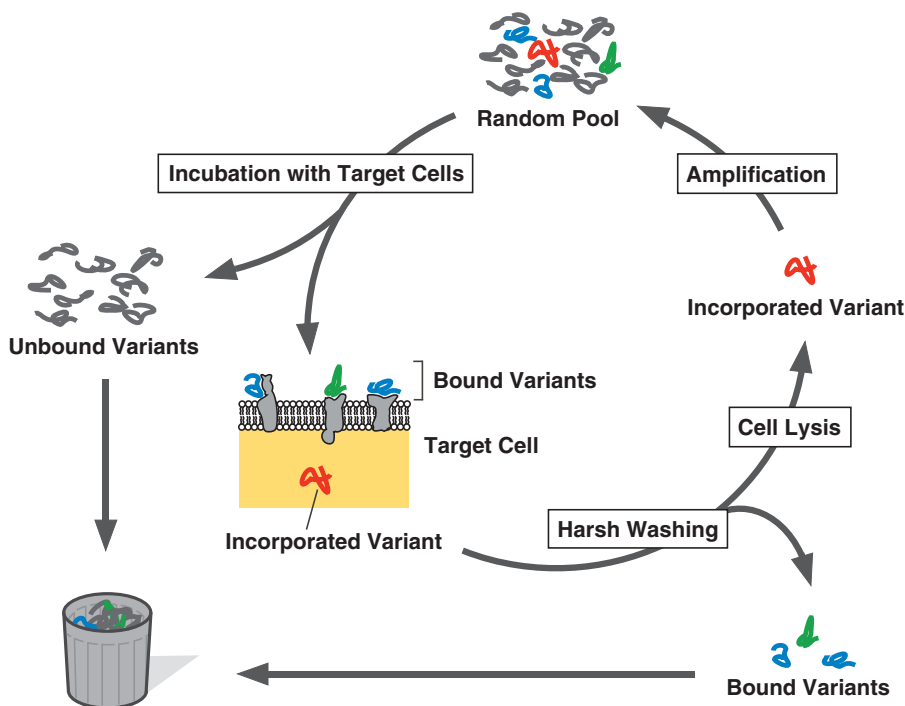 Random Pool
Incubation with Target Cells
Amplification
Unbound Variants
Incorporated Variant
Bound Variants
Target Cell
Cell Lysis
Incorporated Variant
Harsh Washing
Bound Variants